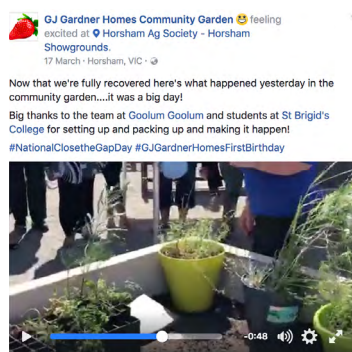 GJ Gardner Homes Community Garden 😀 feeling
excited at Horsham Ag Society - Horsham
Showgrounds.
17 March · Horsham, VIC ·
Now that we're fully recovered here's what happened yesterday in the
community garden....it was a big day!
Big thanks to the team at Goolum Goolum and students at St Brigid's
College for setting up and packing up and making it happen!
#NationalClosetheGapDay #GJGardnerHomesFirstBirthday
-0:48